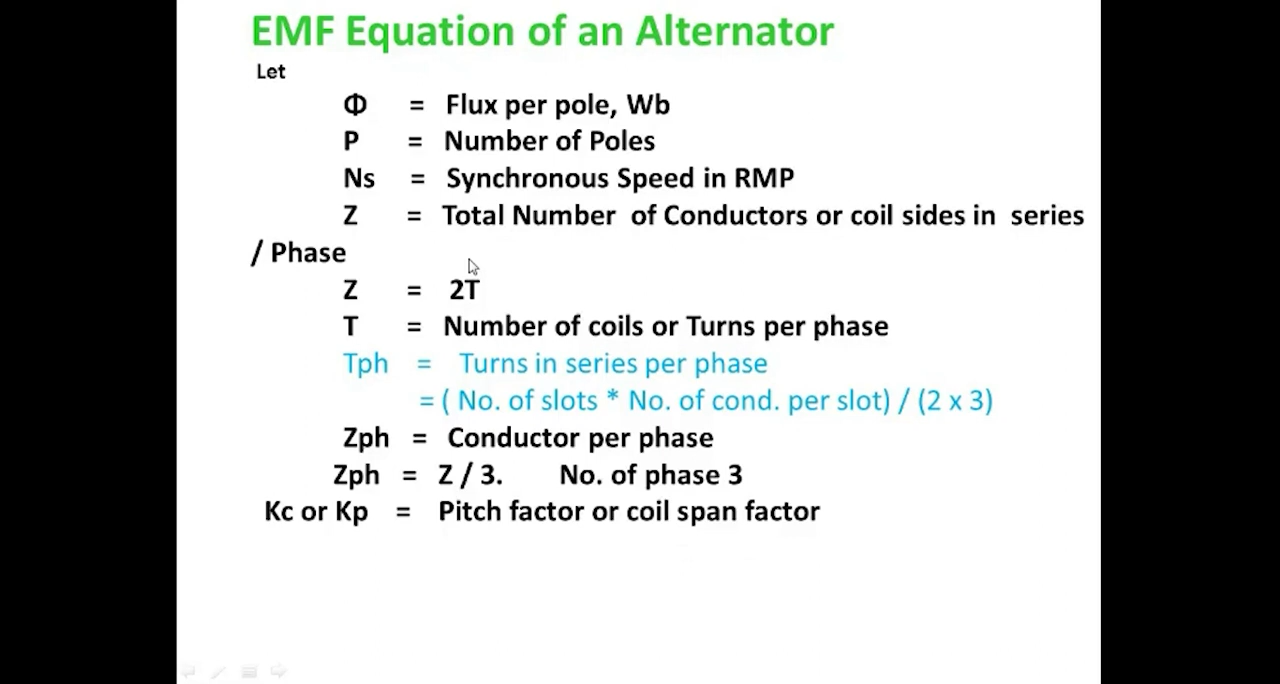 EMF Equation of an Alternator
Let
Φ = Flux per pole, Wb
P = Number of Poles
Ns = Synchronous Speed in RMP
Z = Total Number of Conductors or coil sides in series
/ Phase
Z = 2T
T = Number of coils or Turns per phase
Tph = Turns in series per phase
= ( No. of slots * No. of cond. per slot) / (2 x 3)
Zph = Conductor per phase
Zph = Z / 3. No. of phase 3
Kc or Kp = Pitch factor or coil span factor